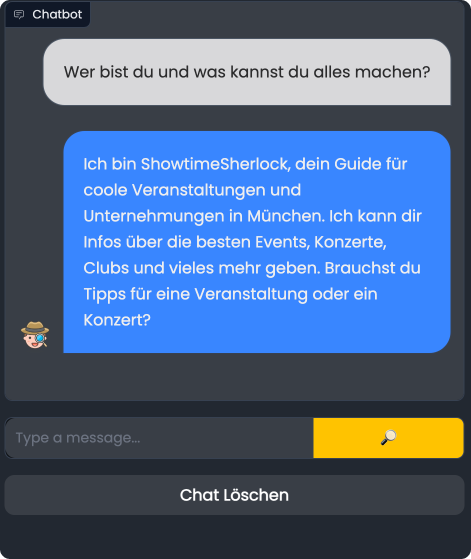 Chatbot
Wer bist du und was kannst du alles machen?
Ich bin ShowtimeSherlock, dein Guide für
coole Veranstaltungen und
Unternehmungen in München. Ich kann dir
Infos über die besten Events, Konzerte,
Clubs und vieles mehr geben. Brauchst du
Tipps für eine Veranstaltung oder ein
Konzert?
Type a message...
Chat Löschen